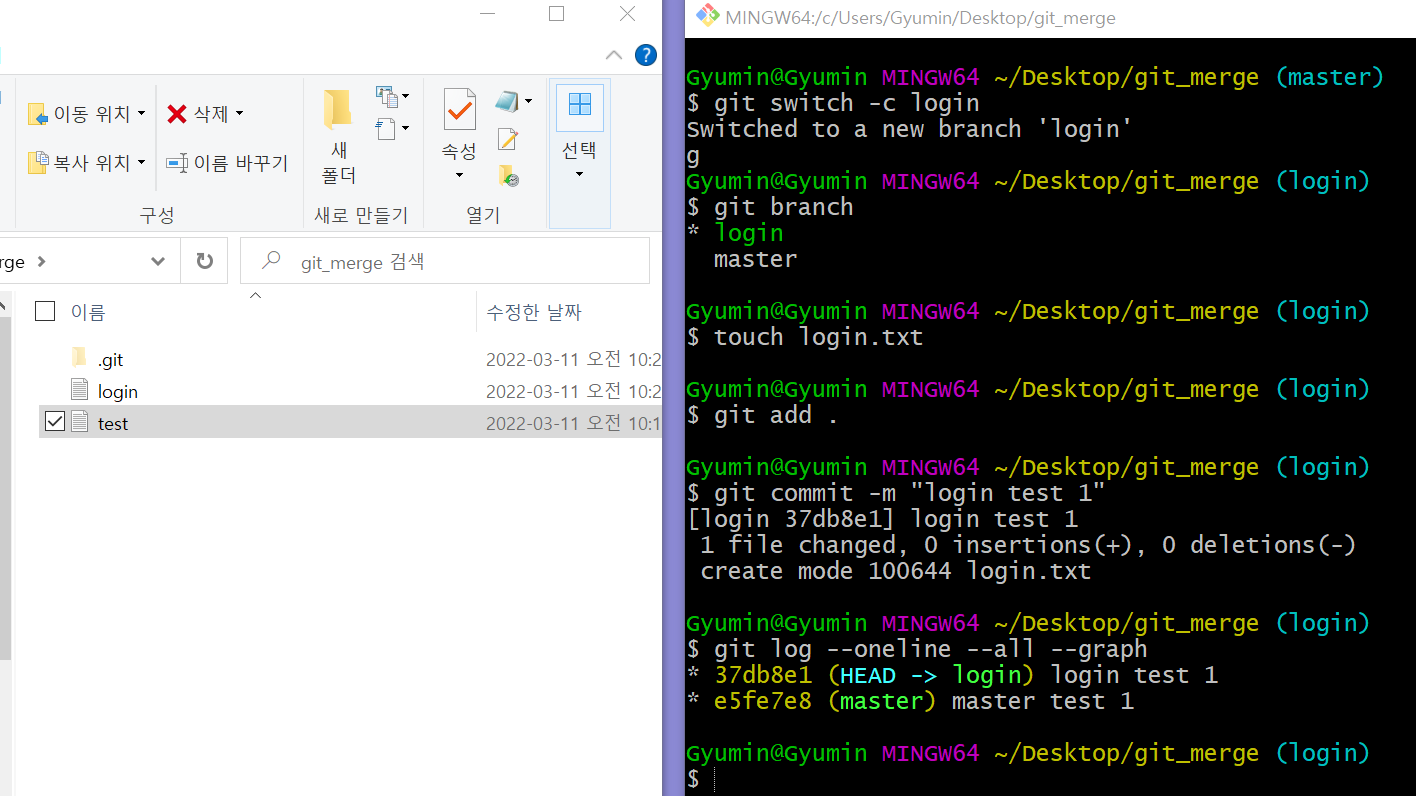 이동 위치
삭제
복사 위치
이름 바꾸기
구성
새
폴더
새로 만들기
속성
열기
선택
rge
git_merge 검색
이름
수정한 날짜
.git
2022-03-11 오전 10:2
login
2022-03-11 오전 10:2
test
2022-03-11 오전 10:1
MINGW64:/c/Users/Gyumin/Desktop/git_merge
Gyumin@Gyumin MINGW64 ~/Desktop/git_merge (master)
$ git switch -c login
Switched to a new branch 'login'
g
Gyumin@Gyumin MINGW64 ~/Desktop/git_merge (login)
$ git branch
* login
  master
Gyumin@Gyumin MINGW64 ~/Desktop/git_merge (login)
$ touch login.txt
Gyumin@Gyumin MINGW64 ~/Desktop/git_merge (login)
$ git add .
Gyumin@Gyumin MINGW64 ~/Desktop/git_merge (login)
$ git commit -m "login test 1"
[login 37db8e1] login test 1
 1 file changed, 0 insertions(+), 0 deletions(-)
 create mode 100644 login.txt
Gyumin@Gyumin MINGW64 ~/Desktop/git_merge (login)
$ git log --oneline --all --graph
* 37db8e1 (HEAD -> login) login test 1
* e5fe7e8 (master) master test 1
Gyumin@Gyumin MINGW64 ~/Desktop/git_merge (login)
$